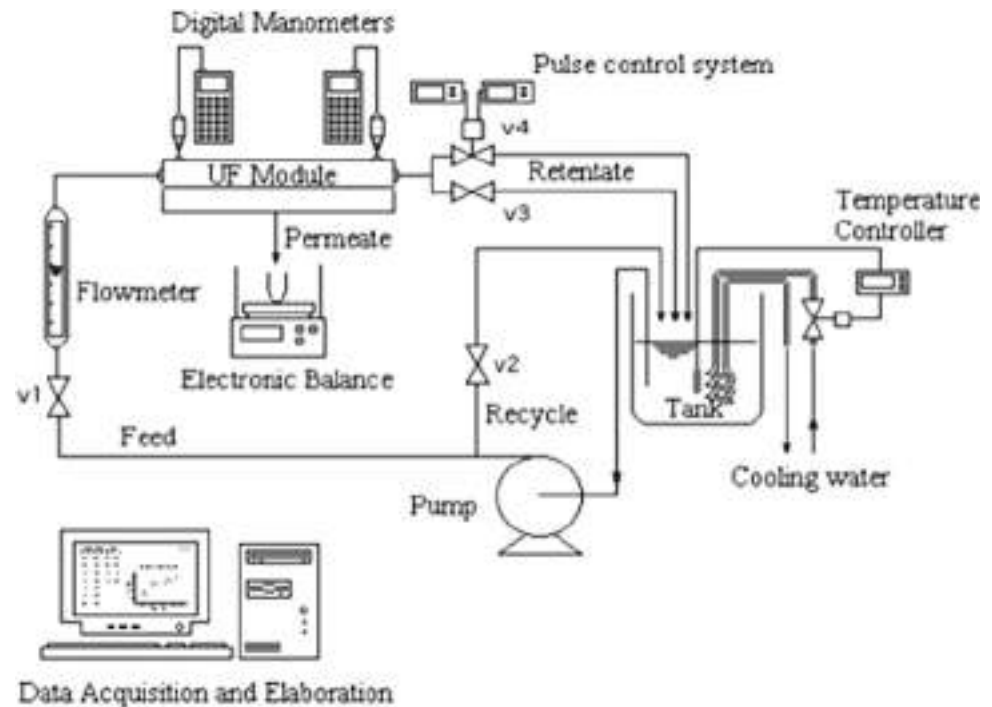 Digital Manometers
Pulse control system
v4
UF Module
Retentate
v3
Temperature
Controller
Permeate
Flowmeter
v2
v1
Electronic Balance
Recycle
Tank
Feed
Cooling water
Pump
Data Acquisition and Elaboration